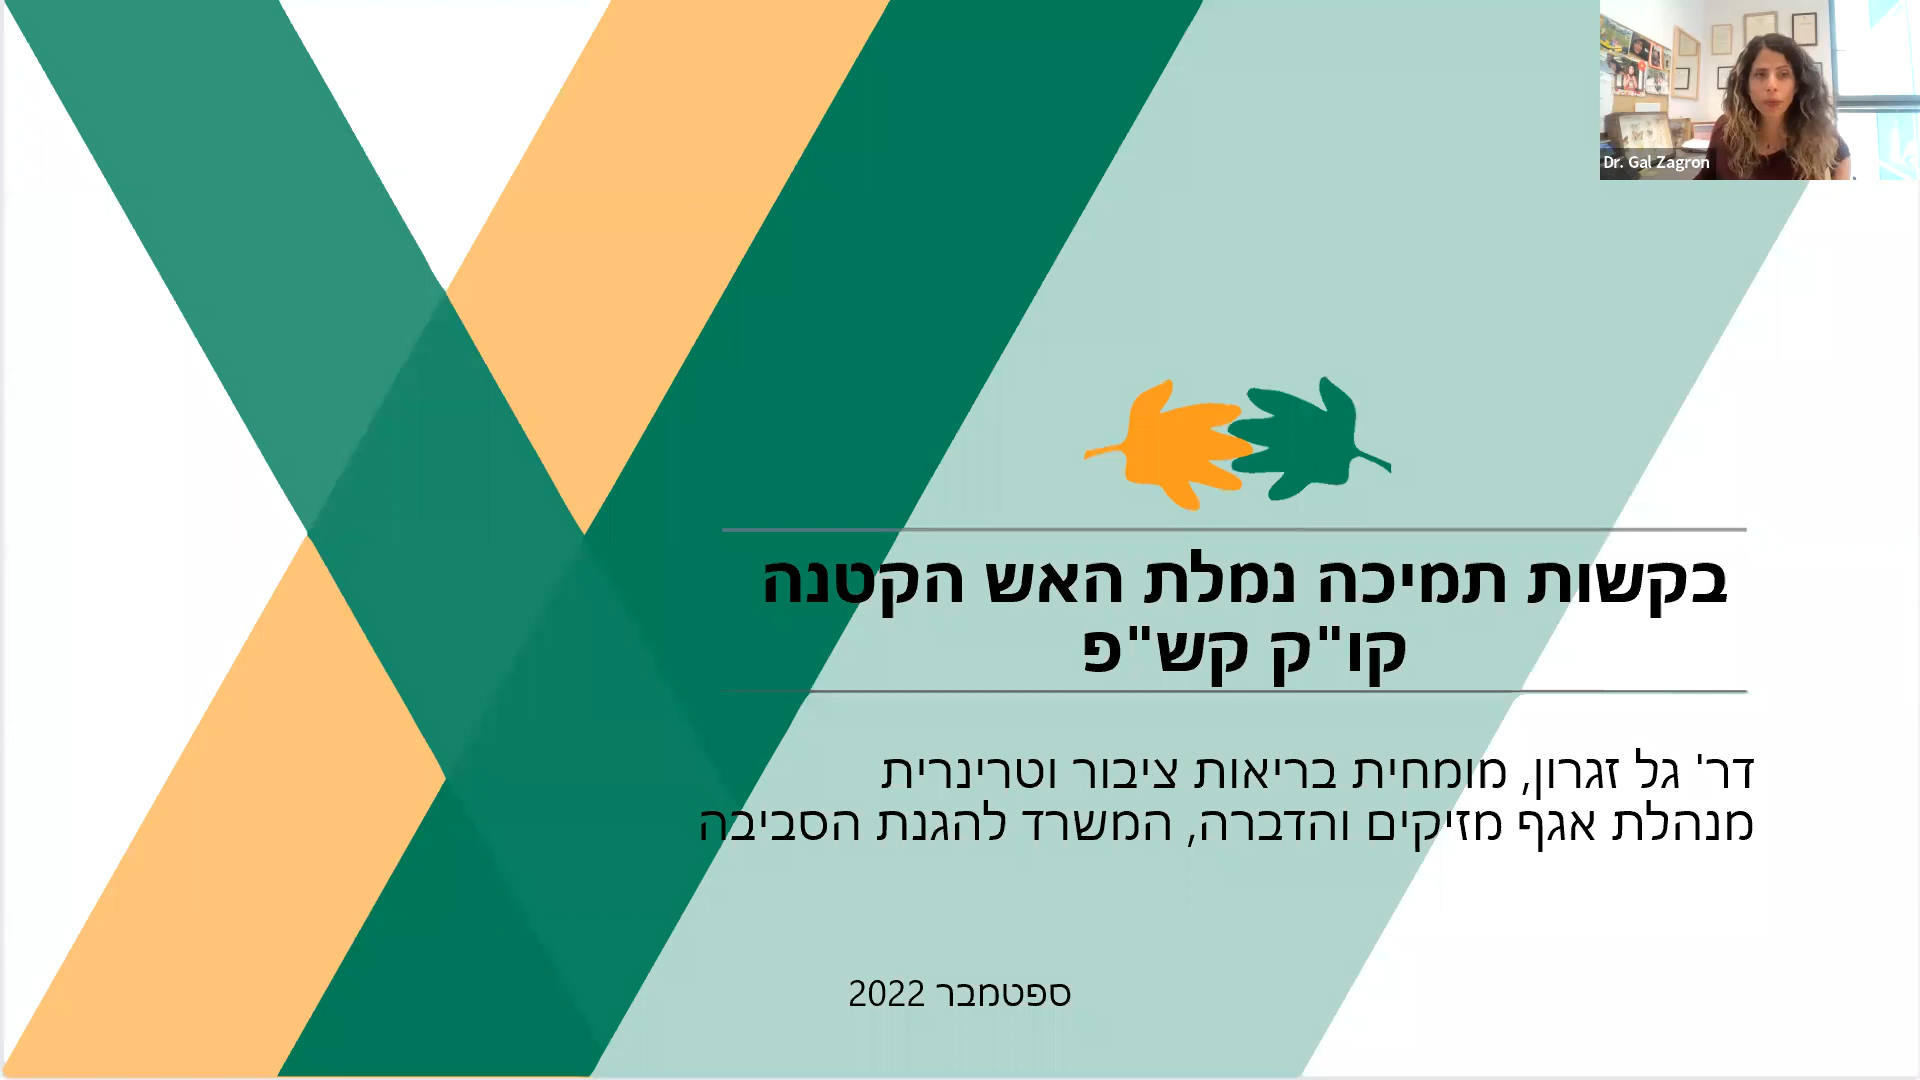 Dr. Gal Zagron
בקשות תמיכה נמלת האש הקטנה
קו"ק קש"פ
דר' גל זגרון, מומחית בריאות ציבור וטרינרית
מנהלת אגף מזיקים והדברה, המשרד להגנת הסביבה
ספטמבר 2022